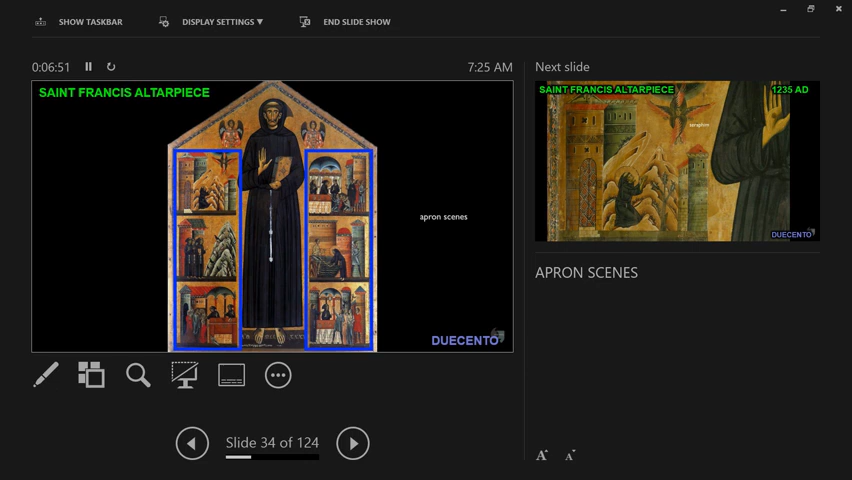 SHOW TASKBAR
DISPLAY SETTINGS ▼
END SLIDE SHOW
0:06:51
7:25 AM
SAINT FRANCIS ALTARPIECE
apron scenes
DUECENTO
Slide 34 of 124
Next slide
SAINT FRANCIS ALTARPIECE
1235 AD
seraphim
DUECENTO
APRON SCENES
A A